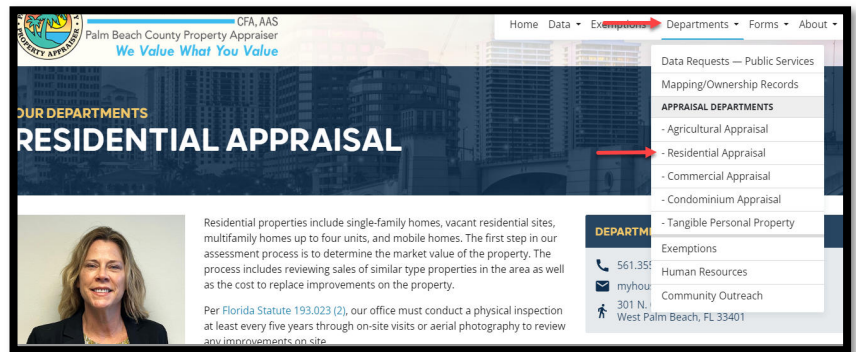 PROPERTY APPRAISER
CFA, AAS
Palm Beach County Property Appraiser
We Value What You Value
Home Data Exemptions Departments Forms About
Data Requests — Public Services
Mapping/Ownership Records
APPRAISAL DEPARTMENTS
- Agricultural Appraisal
- Residential Appraisal
- Commercial Appraisal
- Condominium Appraisal
- Tangible Personal Property
Exemptions
Human Resources
Community Outreach
OUR DEPARTMENTS
RESIDENTIAL APPRAISAL
Residential properties include single-family homes, vacant residential sites,
multifamily homes up to four units, and mobile homes. The first step in our
assessment process is to determine the market value of the property. The
process includes reviewing sales of similar type properties in the area as well
as the cost to replace improvements on the property.
Per Florida Statute 193.023 (2), our office must conduct a physical inspection
at least every five years through on-site visits or aerial photography to review
any improvements on site.
DEPARTM
561.355
myhou
301 N.
West Palm Beach, FL 33401